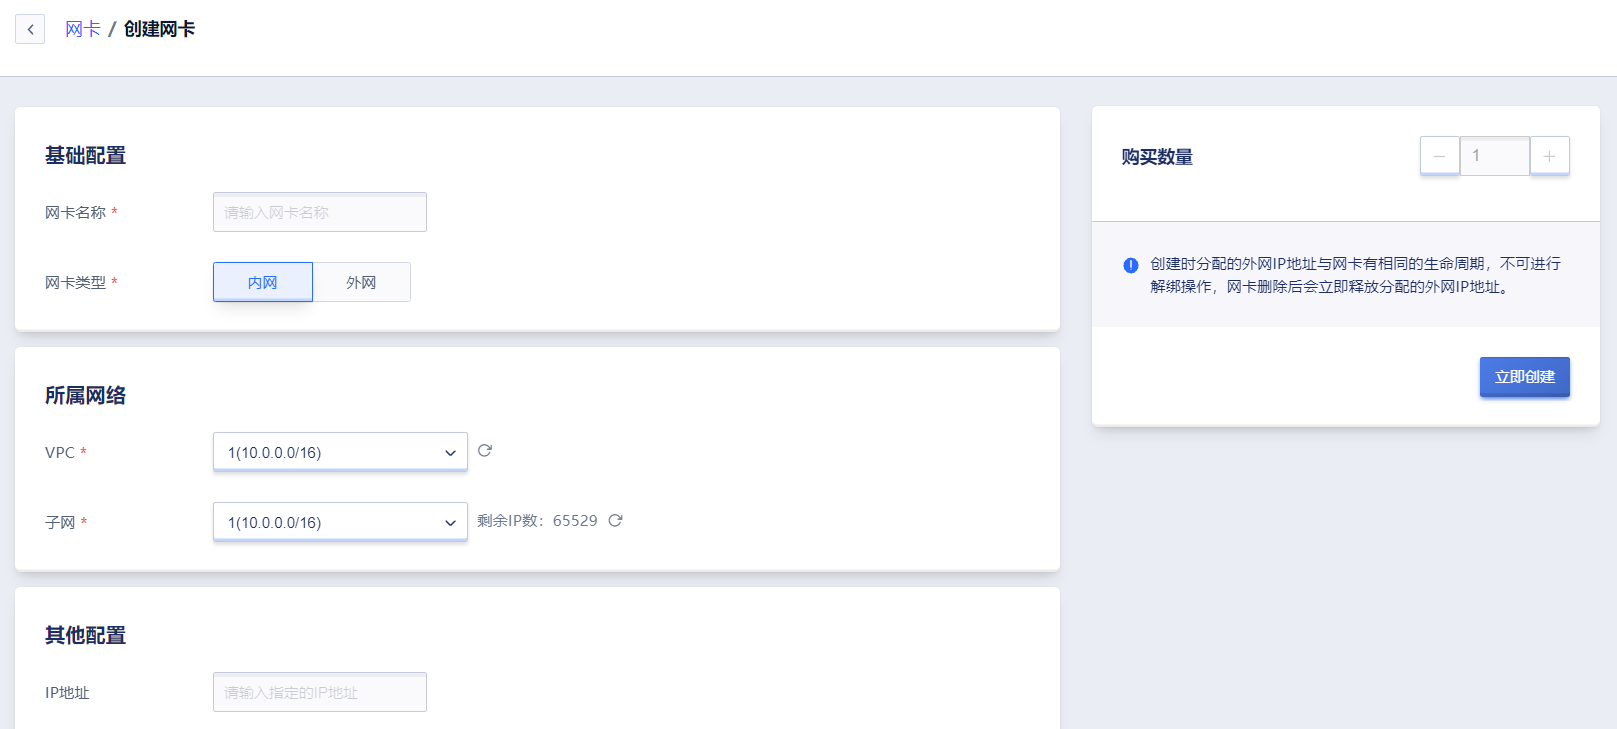 网卡 / 创建网卡
基础配置
网卡名称 *
请输入网卡名称
网卡类型 *
内网
外网
所属网络
VPC *
1(10.0.0.0/16)
子网 *
1(10.0.0.0/16)
剩余IP数：65529
其他配置
IP地址
请输入指定的IP地址
购买数量
1
创建时分配的外网IP地址与网卡有相同的生命周期，不可进行
解绑操作，网卡删除后会立即释放分配的外网IP地址。
立即创建